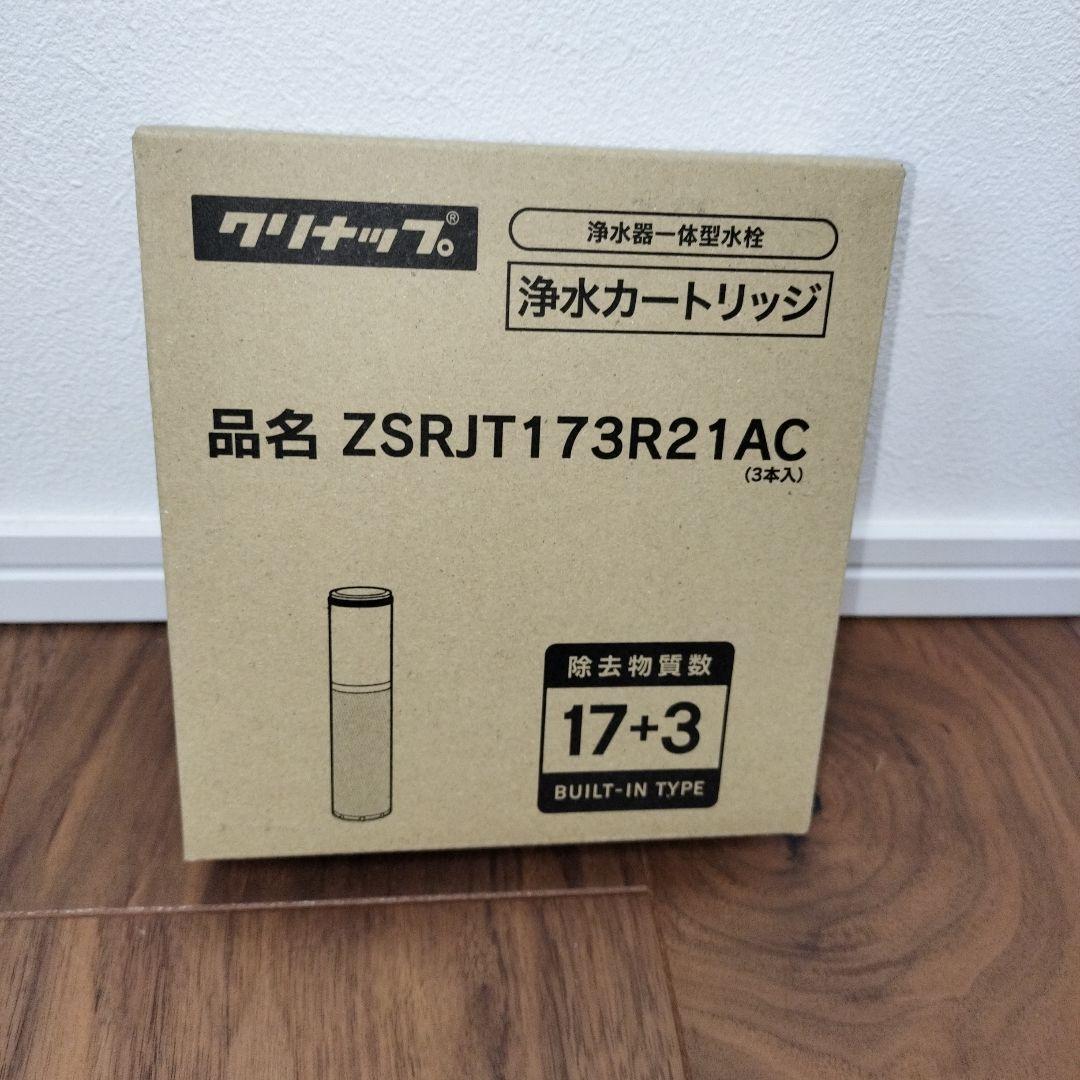 クリナップ®
浄水器一体型水栓
浄水カートリッジ
品名 ZSRJT173R21AC
(3本入)
除去物質数
17+3
BUILT-IN TYPE